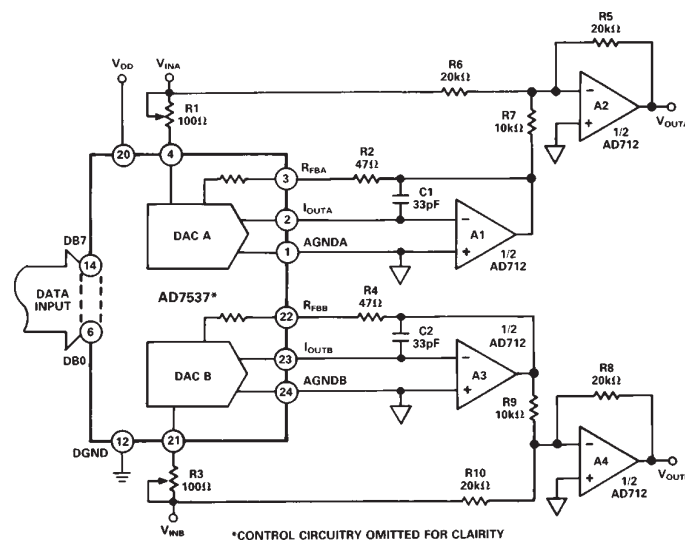 R5
20kΩ
VDD
VINA
R6
20kΩ
R1
100Ω
R7
10kΩ
A2
VOUTA
1/2
AD712
20
4
R2
47Ω
3
RFBA
C1
33pF
DAC A
2
IOUTA
A1
1
AGNDA
1/2
AD712
DB7
14
DATA
INPUT
AD7537*
6
DB0
RFBB
22
R4
47Ω
C2
33pF
1/2
AD712
IOUTB
23
DAC B
A3
AGNDB
24
R9
10kΩ
R8
20kΩ
DGND
12
21
A4
R3
100Ω
R10
20kΩ
1/2
AD712
VOUT
VINB
*CONTROL CIRCUITRY OMITTED FOR CLAIRITY